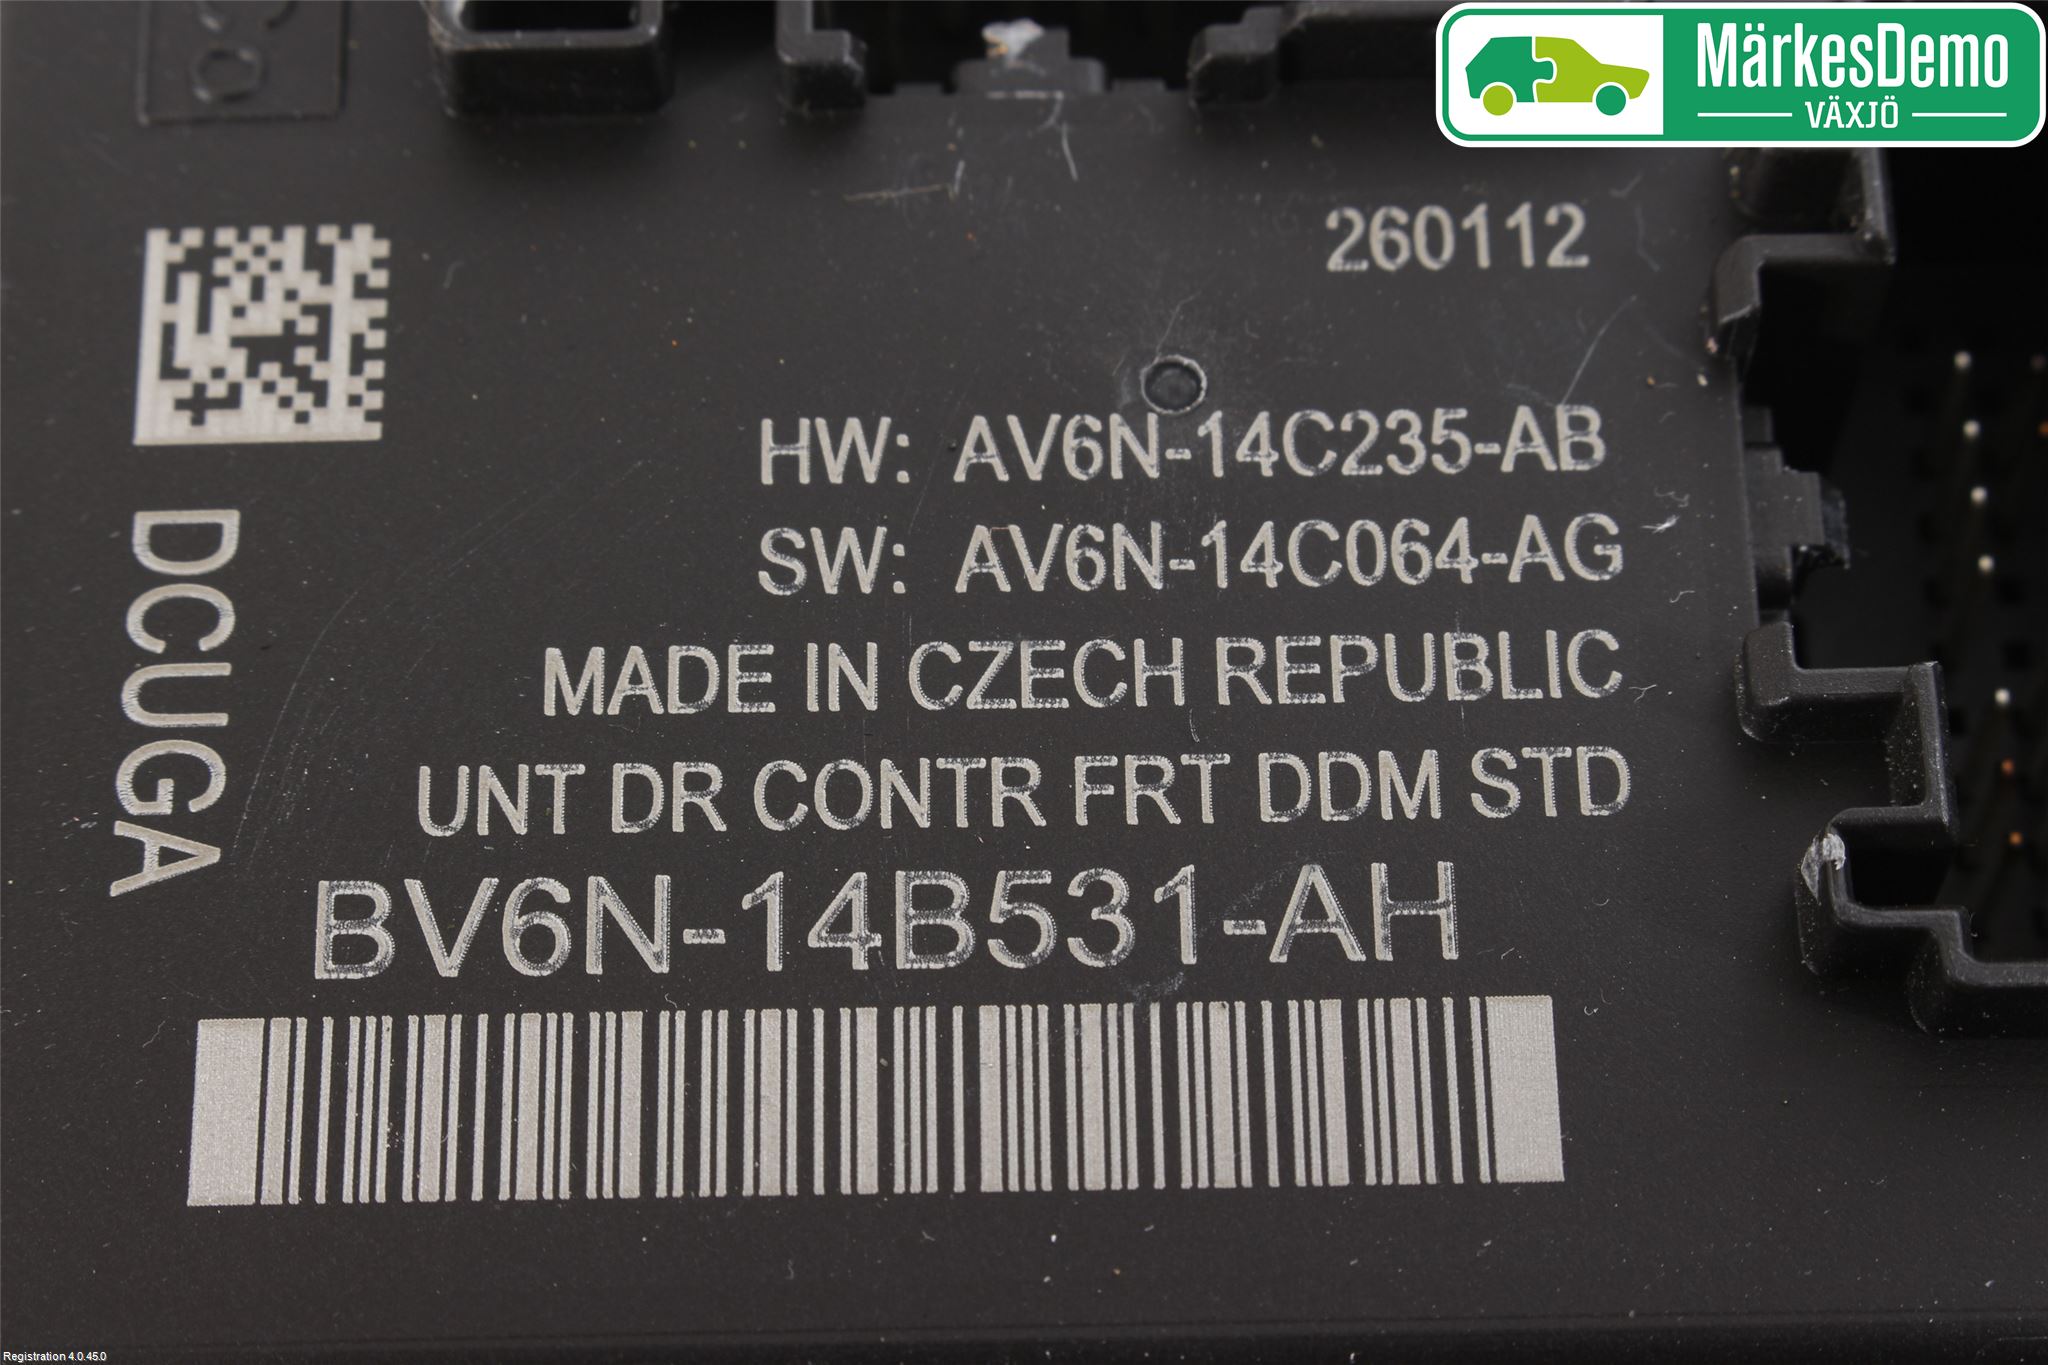 MärkesDemo
VÄXJÖ
260112
HW: AV6N-14C235-AB
SW: AV6N-14C064-AG
MADE IN CZECH REPUBLIC
UNT DR CONTR FRT DDM STD
BV6N-14B531-AH
DCUGA
Registration 4.0.45.0